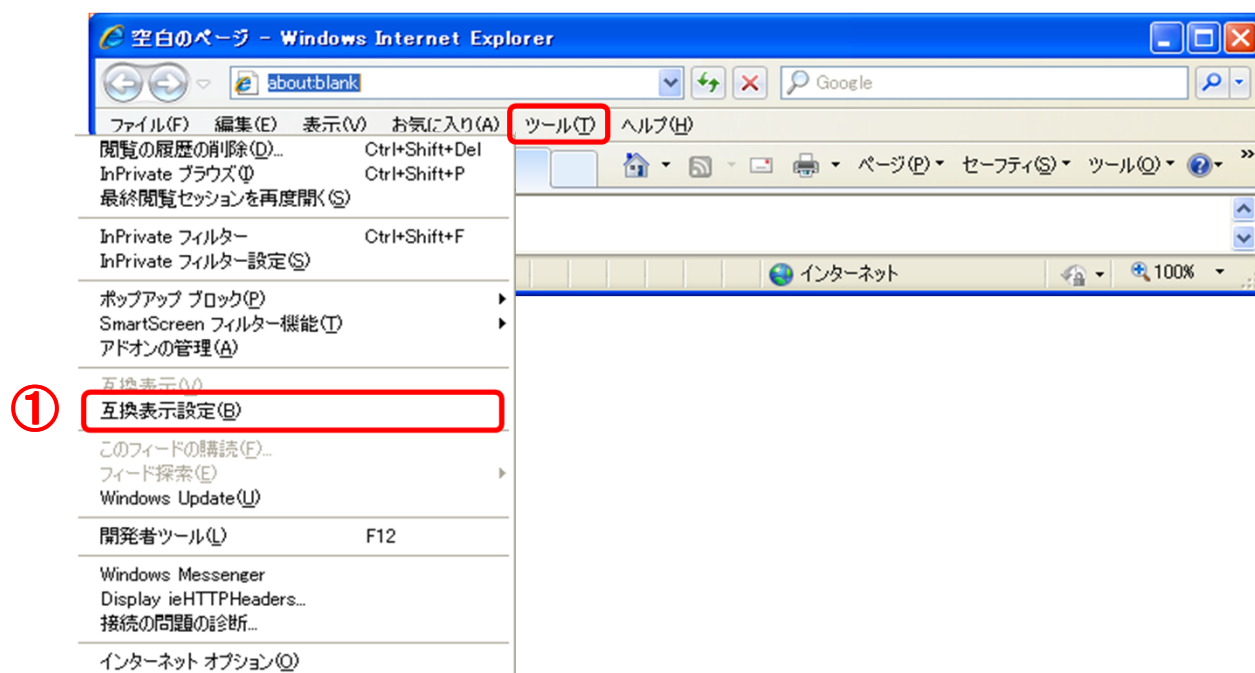 空白のページ - Windows Internet Explorer
about:blank
Google
ファイル(F) 編集(E) 表示(V) お気に入り(A) ツール(T) ヘルプ(H)
ページ(P) セーフティ(S) ツール(O) »
閲覧の履歴の削除(D)... Ctrl+Shift+Del
InPrivate ブラウズ(I) Ctrl+Shift+P
最終閲覧セッションを再度開く(S)
InPrivate フィルター Ctrl+Shift+F
InPrivate フィルター設定(S)
インターネット 100%
ポップアップ ブロック(P)
SmartScreen フィルター機能(T)
アドオンの管理(A)
互換表示(V)
① 互換表示設定(B)
このフィードの購読(F)...
フィード探索(E)
Windows Update(U)
開発者ツール(L) F12
Windows Messenger
Display ieHTTPHeaders...
接続の問題の診断...
インターネット オプション(O)